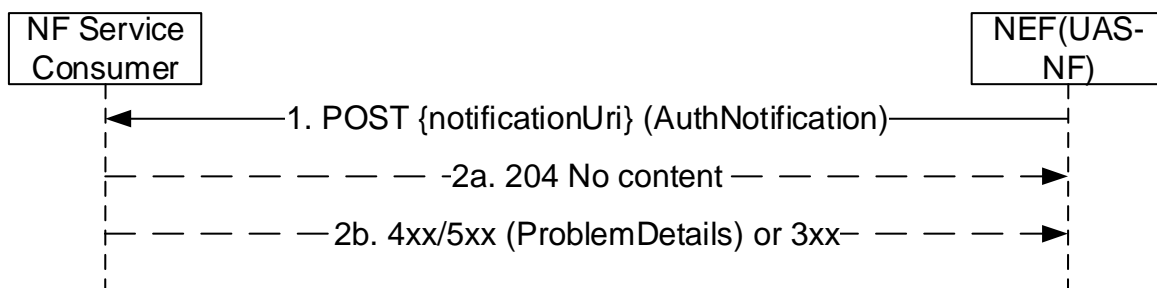 NF Service
Consumer
NEF(UAS-
NF)
1. POST {notificationUri} (AuthNotification)
2a. 204 No content
2b. 4xx/5xx (ProblemDetails) or 3xx